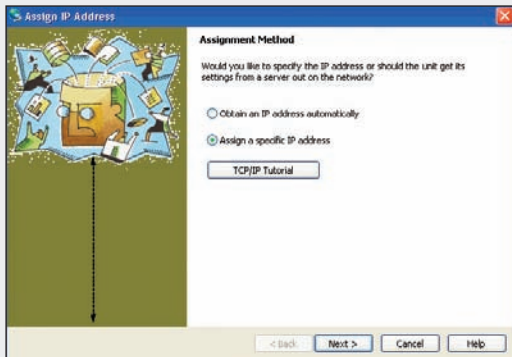 Assign IP Address
Assignment Method
Would you like to specify the IP address or should the unit get its
settings from a server out on the network?
Obtain an IP address automatically
Assign a specific IP address
TCP/IP Tutorial
< Back
Next >
Cancel
Help